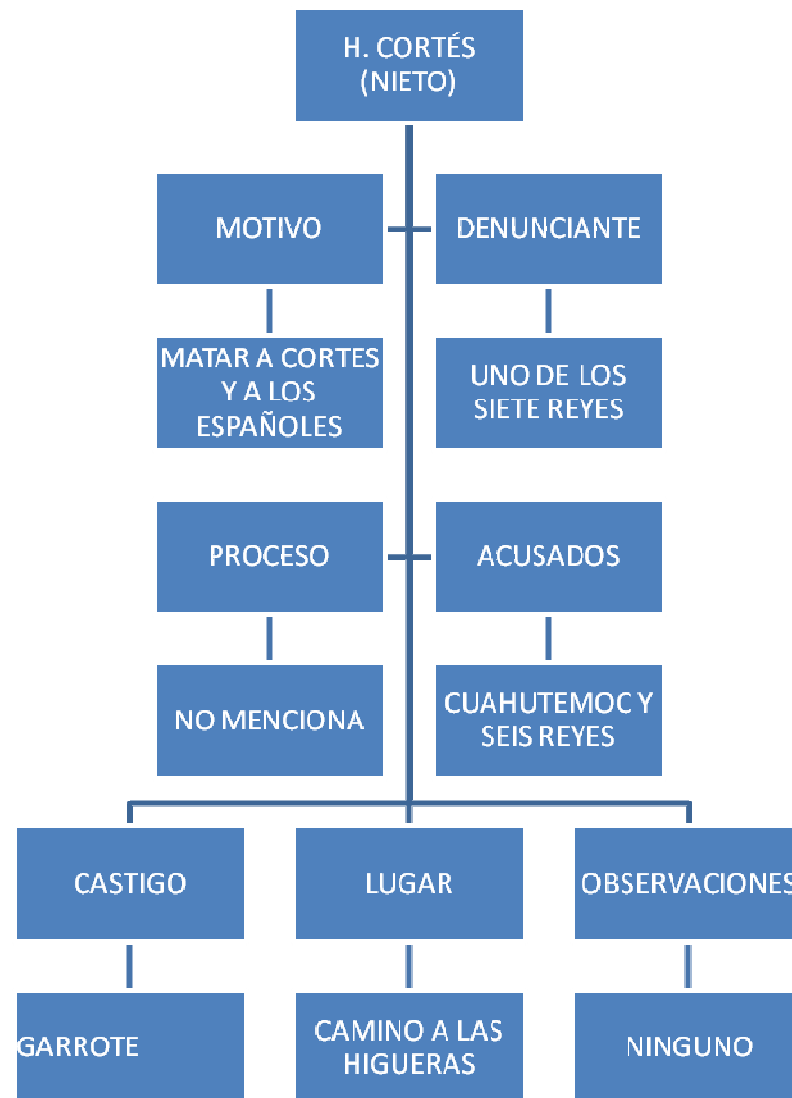 H. CORTÉS
(NIETO)
MOTIVO
DENUNCIANTE
MATAR A CORTES
Y A LOS
ESPAÑOLES
UNO DE LOS
SIETE REYES
PROCESO
ACUSADOS
NO MENCIONA
CUAHUTEMOC Y
SEIS REYES
CASTIGO
LUGAR
OBSERVACIONES
GARROTE
CAMINO A LAS
HIGUERAS
NINGUNO